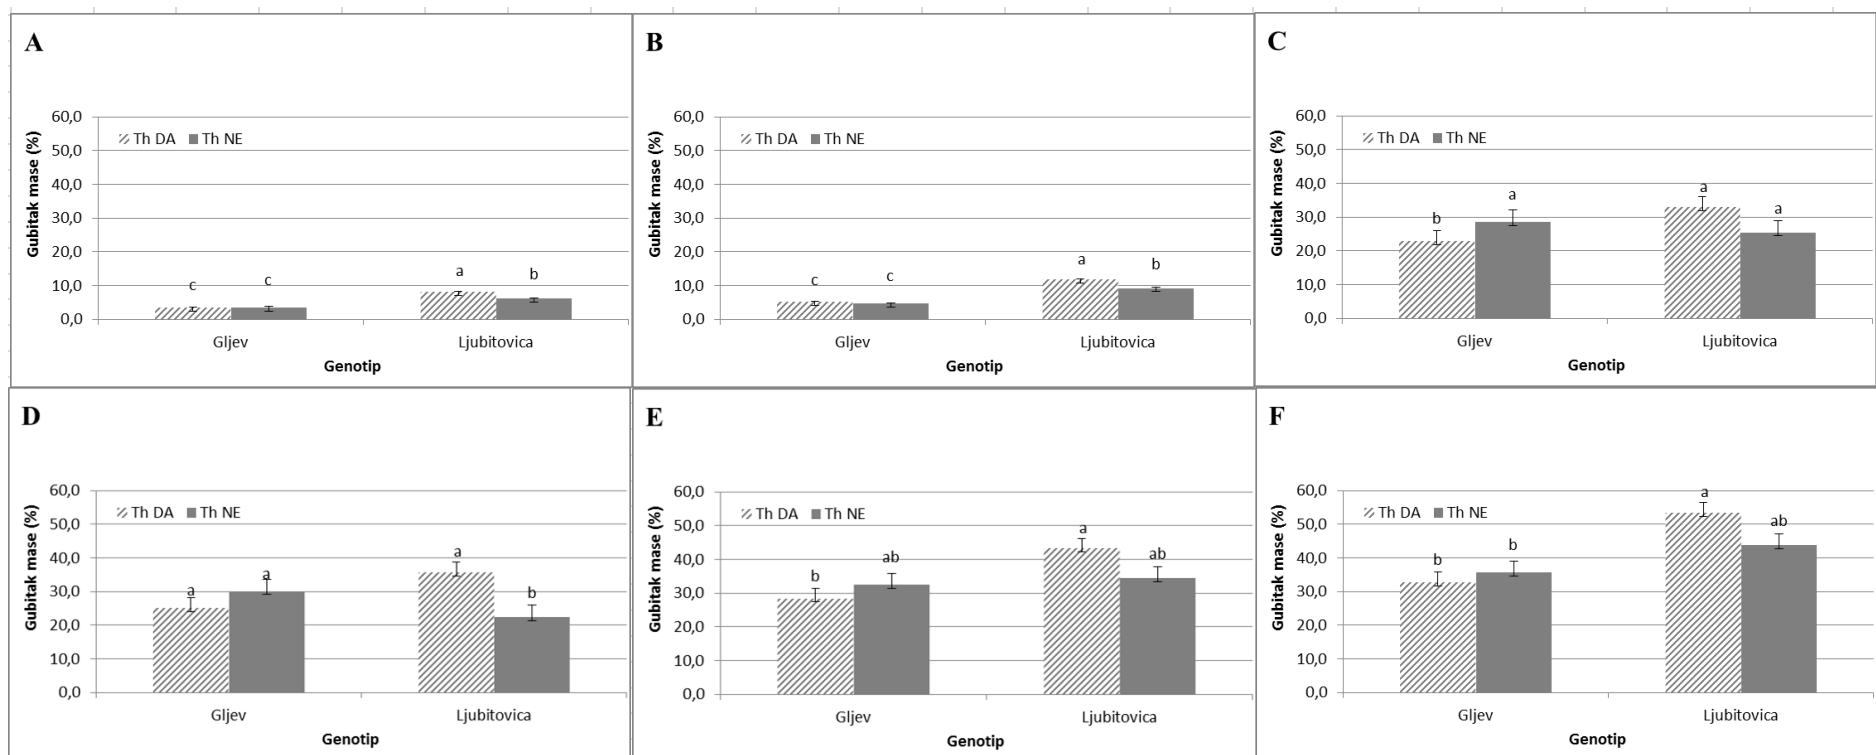 A
Gubitak mase (%)
60,0
50,0
40,0
30,0
20,0
10,0
0,0
Th DA Th NE
c c a b
Gljev Ljubitovica
Genotip
B
Gubitak mase (%)
60,0
50,0
40,0
30,0
20,0
10,0
0,0
Th DA Th NE
c c a b
Gljev Ljubitovica
Genotip
C
Gubitak mase (%)
60,0
50,0
40,0
30,0
20,0
10,0
0,0
Th DA Th NE
b a a a
Gljev Ljubitovica
Genotip
D
Gubitak mase (%)
60,0
50,0
40,0
30,0
20,0
10,0
0,0
Th DA Th NE
a a a b
Gljev Ljubitovica
Genotip
E
Gubitak mase (%)
60,0
50,0
40,0
30,0
20,0
10,0
0,0
Th DA Th NE
b ab a ab
Gljev Ljubitovica
Genotip
F
Gubitak mase (%)
60,0
50,0
40,0
30,0
20,0
10,0
0,0
Th DA Th NE
b b a ab
Gljev Ljubitovica
Genotip